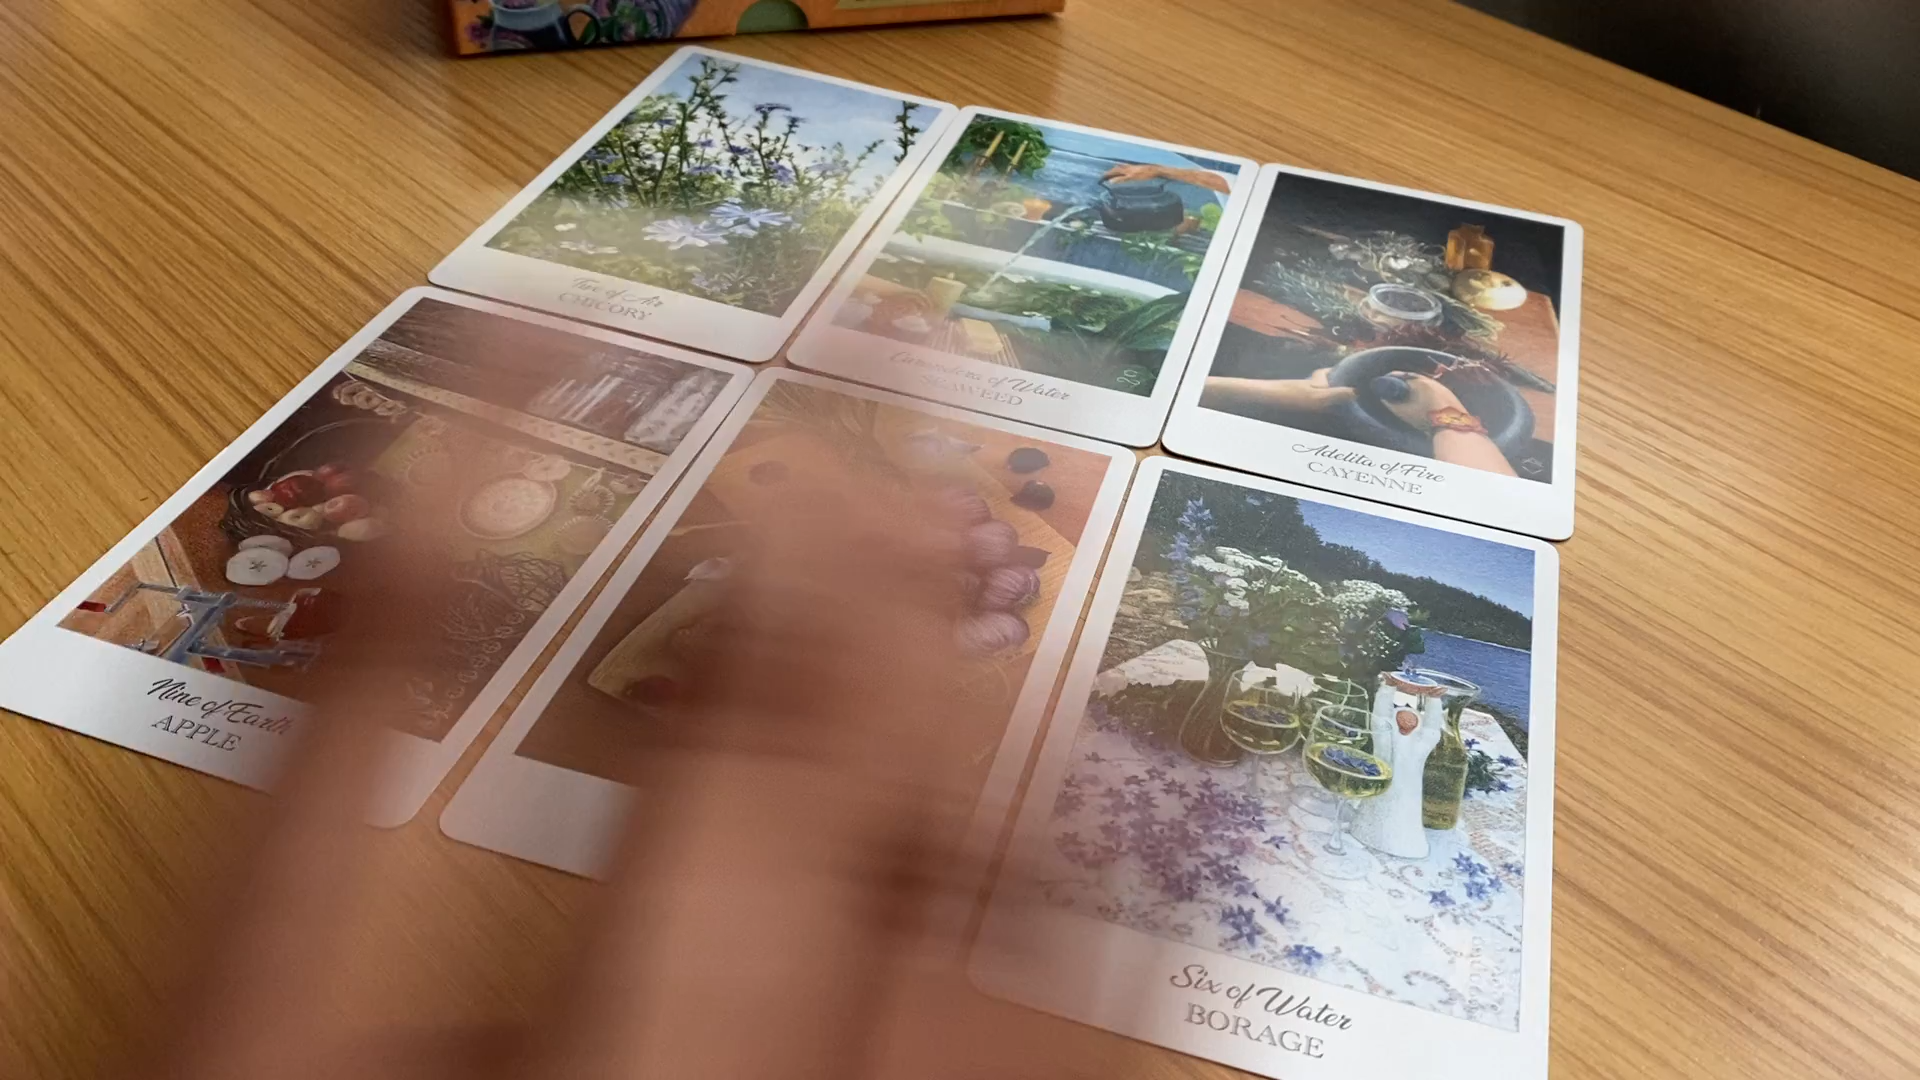 Two of Air
CHICORY
Curandera of Water
SEAWEED
Adelita of Fire
CAYENNE
Nine of Earth
APPLE
Six of Water
BORAGE